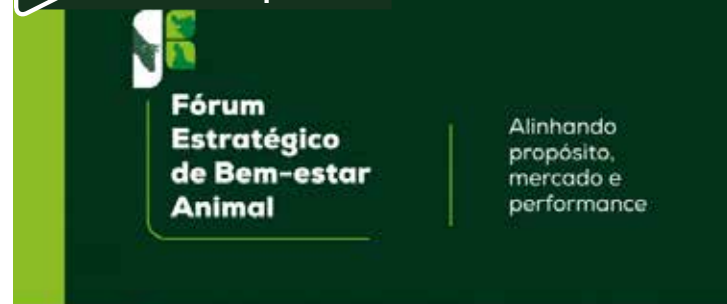 Fórum
Estratégico
de Bem-estar
Animal
Alinhando
propósito,
mercado e
performance